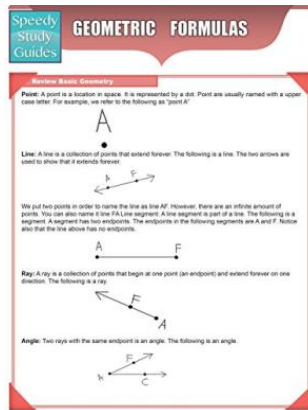 Speedy
Study
Guides
GEOMETRIC FORMULAS
Review Basic Geometry
Point: A point is a location in space. It is represented by a dot. Point are usually named with a upper
case letter. For example, we refer to the following as "point A"
A
Line: A line is a collection of points that extend forever. The following is a line. The two arrows are
used to show that it extends forever.
A F
We put two points in order to name the line as line AF. However, there are an infinite amount of
points. You can also name it line FA.Line segment: A line segment is part of a line. The following is a
segment. A segment has two endpoints. The endpoints in the following segments are A and F. Notice
also that the line above has no endpoints.
A F
Ray: A ray is a collection of points that begin at one point (an endpoint) and extend forever on one
direction. The following is a ray.
F
A
Angle: Two rays with the same endpoint is an angle. The following is an angle.
F
A C